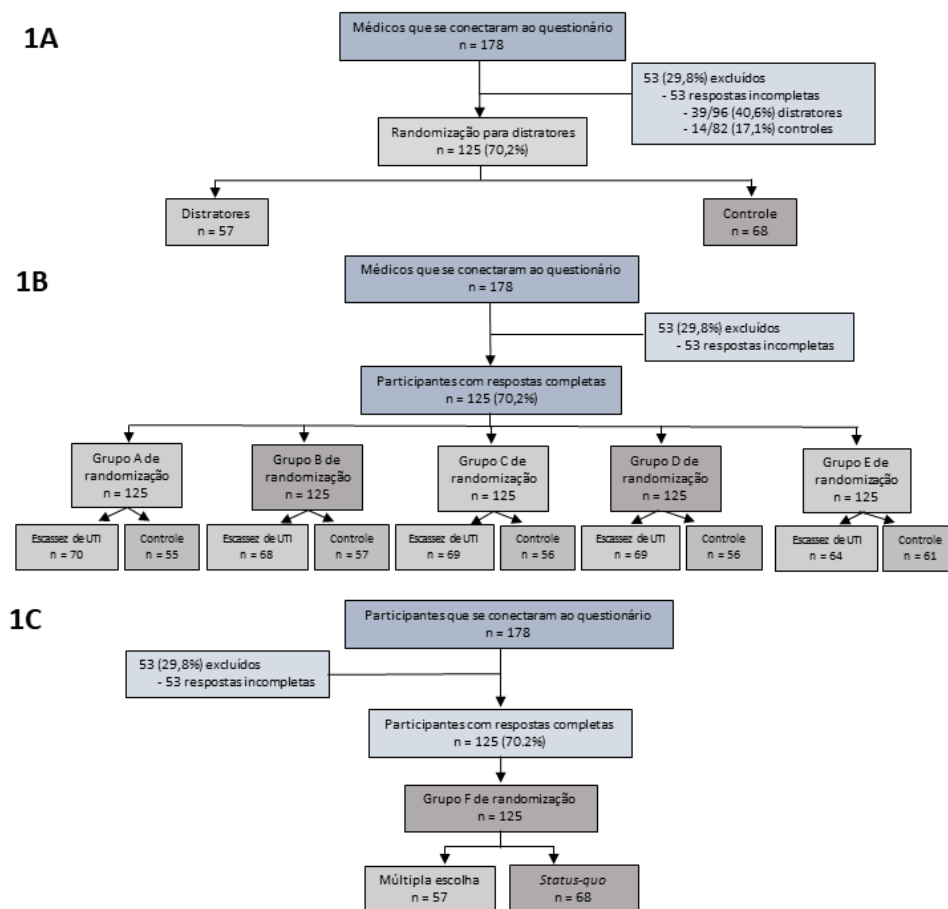 1A
Médicos que se conectaram ao questionário
n = 178
53 (29,8%) excluídos
- 53 respostas incompletas
- 39/96 (40,6%) distratores
- 14/82 (17,1%) controles
Randomização para distratores
n = 125 (70,2%)
Distratores
n = 57
Controle
n = 68
1B
Médicos que se conectaram ao questionário
n = 178
53 (29,8%) excluídos
- 53 respostas incompletas
Participantes com respostas completas
n = 125 (70,2%)
Grupo A de
randomização
n = 125
Grupo B de
randomização
n = 125
Grupo C de
randomização
n = 125
Grupo D de
randomização
n = 125
Grupo E de
randomização
n = 125
Escassez de UTI
n = 70
Controle
n = 55
Escassez de UTI
n = 68
Controle
n = 57
Escassez de UTI
n = 69
Controle
n = 56
Escassez de UTI
n = 69
Controle
n = 56
Escassez de UTI
n = 64
Controle
n = 61
1C
Participantes que se conectaram ao questionário
n = 178
53 (29,8%) excluídos
- 53 respostas incompletas
Participantes com respostas completas
n = 125 (70.2%)
Grupo F de randomização
n = 125
Múltipla escolha
n = 57
Status-quo
n = 68